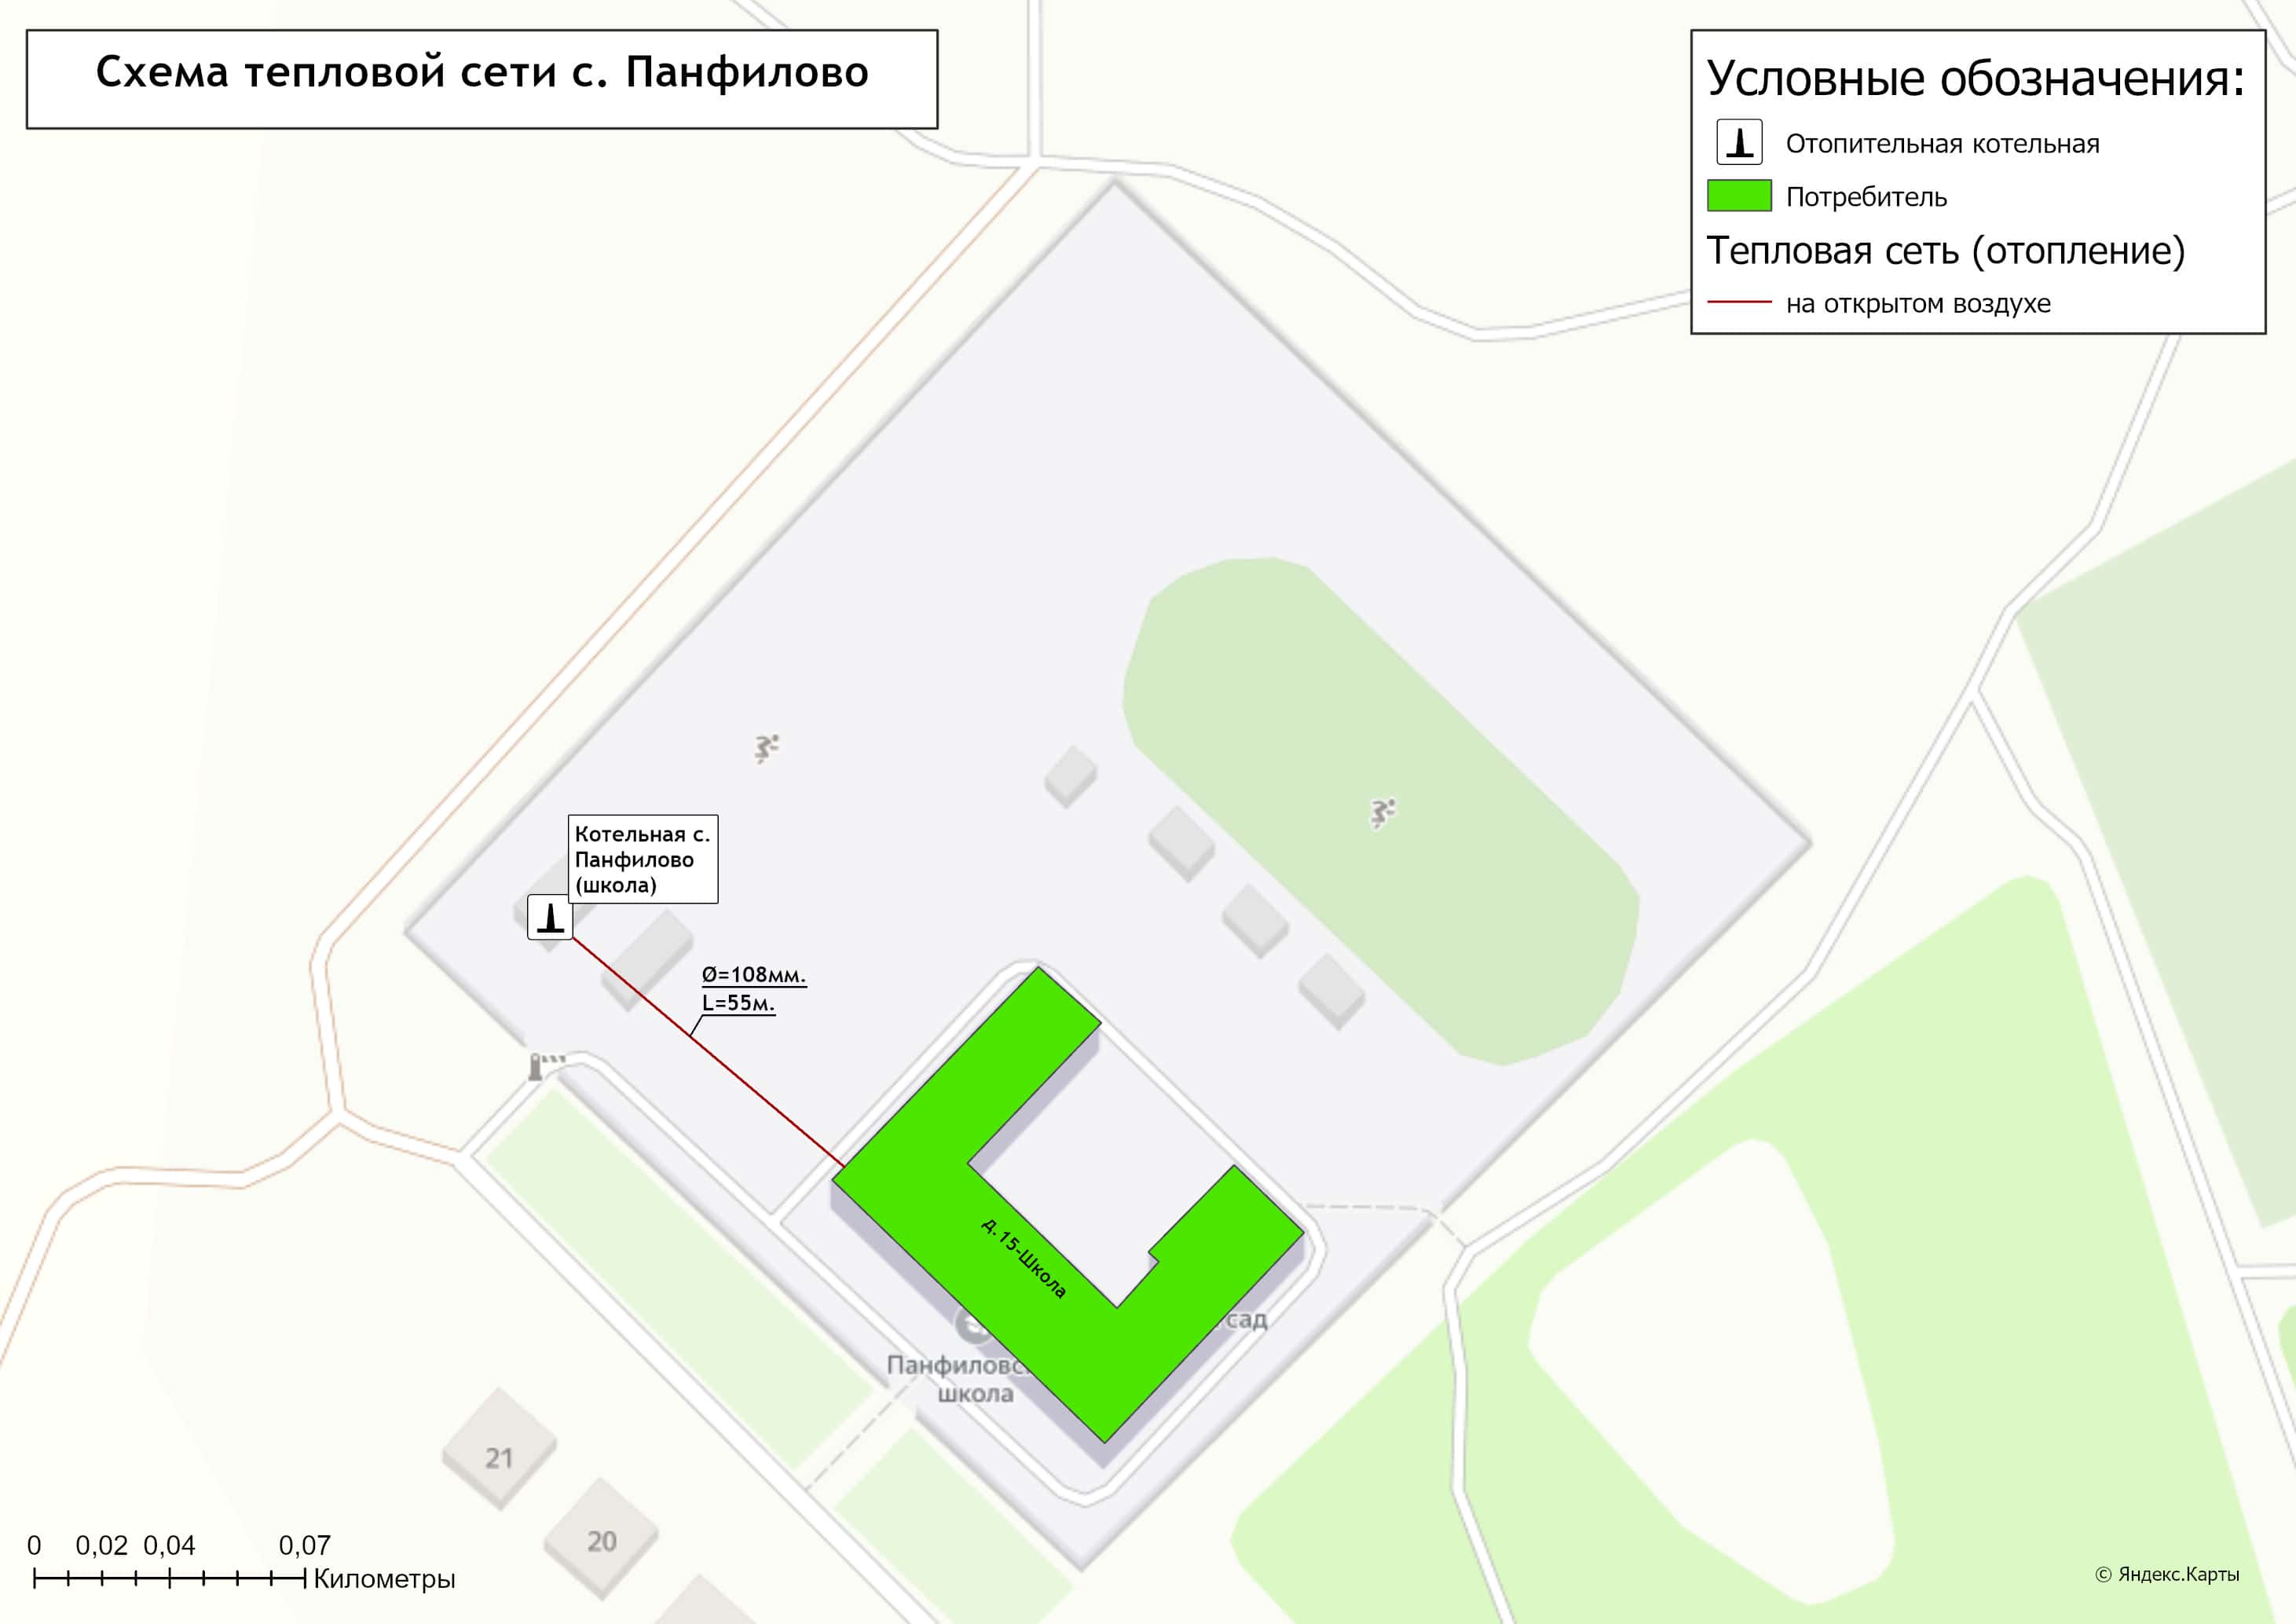 Схема тепловой сети с. Панфилово
Условные обозначения:
Отопительная котельная
Потребитель
Тепловая сеть (отопление)
на открытом воздухе
Котельная с.
Панфилово
(школа)
Ø=108мм.
L=55м.
д. 15-Школа
сад
Панфиловс
школа
21
20
0 0,02 0,04 0,07
Километры
© Яндекс.Карты